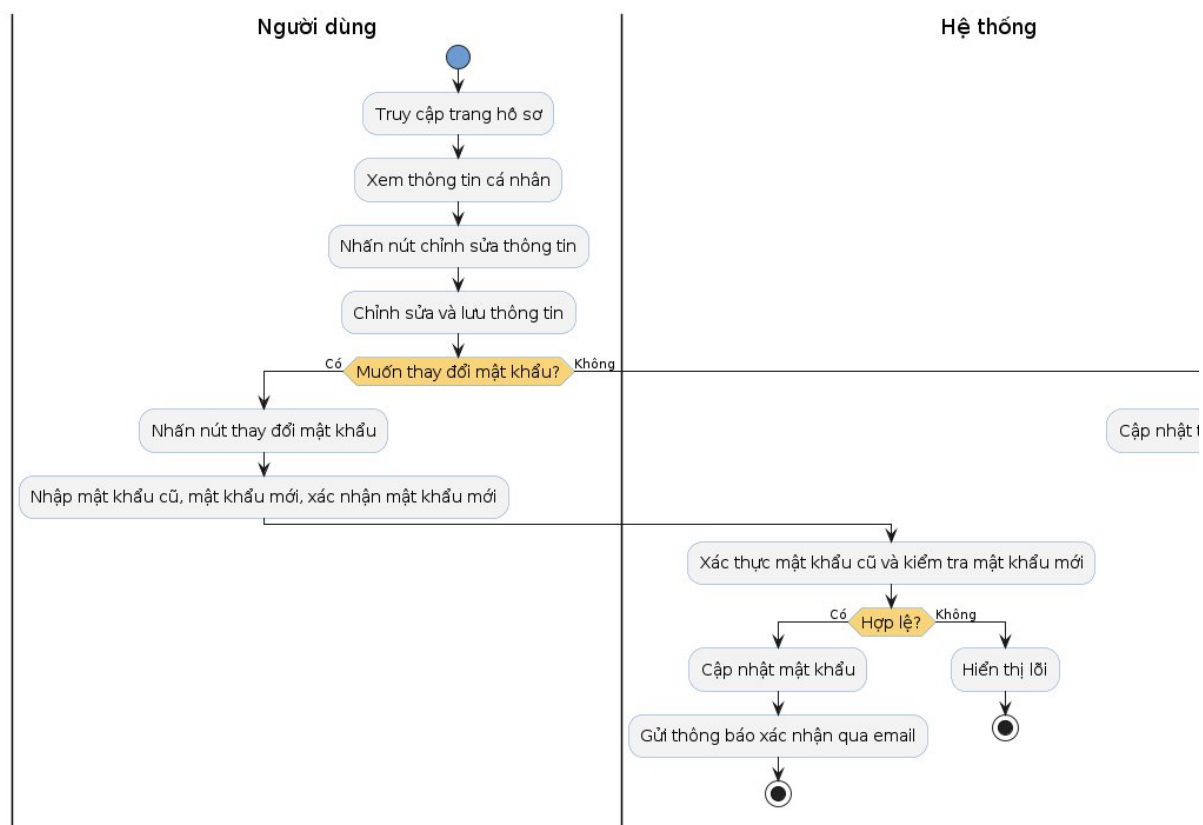 Người dùng
Hệ thống
Truy cập trang hồ sơ
Xem thông tin cá nhân
Nhấn nút chỉnh sửa thông tin
Chỉnh sửa và lưu thông tin
Có
Muốn thay đổi mật khẩu?
Không
Nhấn nút thay đổi mật khẩu
Cập nhật
Nhập mật khẩu cũ, mật khẩu mới, xác nhận mật khẩu mới
Xác thực mật khẩu cũ và kiểm tra mật khẩu mới
Có
Hợp lệ?
Không
Cập nhật mật khẩu
Hiển thị lỗi
Gửi thông báo xác nhận qua email